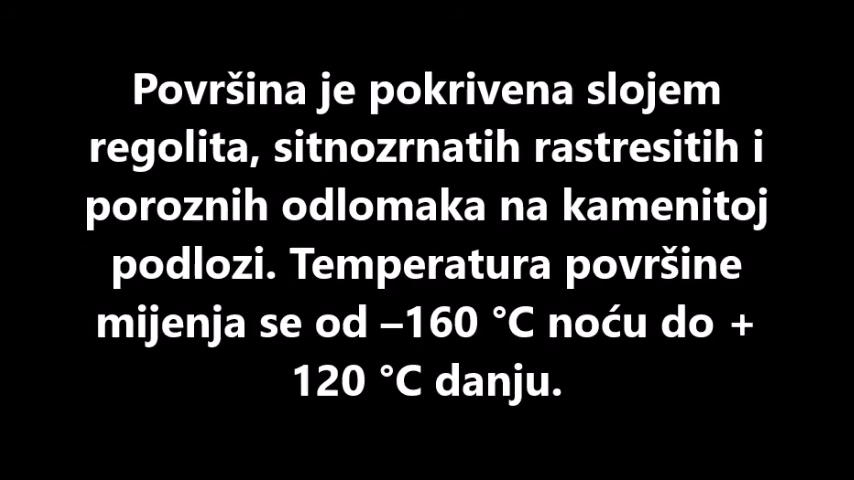 Površina je pokrivena slojem
regolita, sitnozrnatih rastresitih i
poroznih odlomaka na kamenitoj
podlozi. Temperatura površine
mijenja se od –160 °C noću do +
120 °C danju.